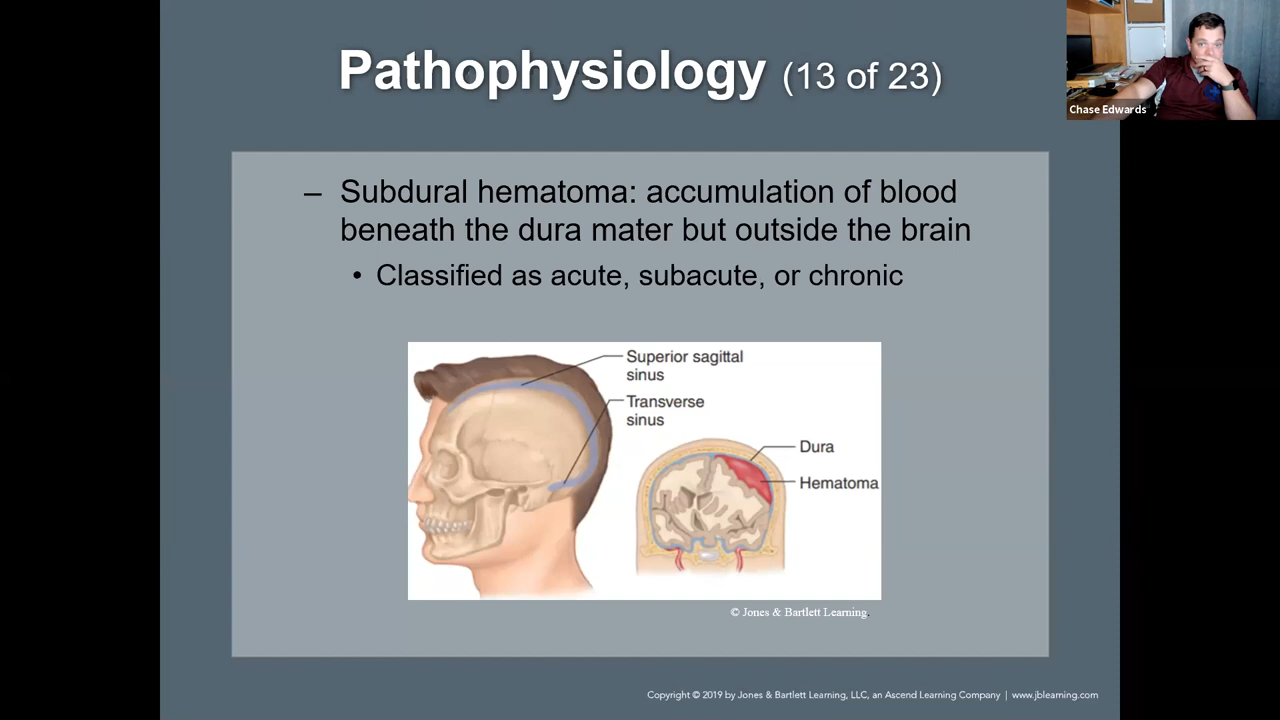 Pathophysiology (13 of 23)
Chase Edwards
– Subdural hematoma: accumulation of blood
beneath the dura mater but outside the brain
• Classified as acute, subacute, or chronic
Superior sagittal
sinus
Transverse
sinus
Dura
Hematoma
© Jones & Bartlett Learning.
Copyright © 2019 by Jones & Bartlett Learning, LLC, an Ascend Learning Company | www.jblearning.com